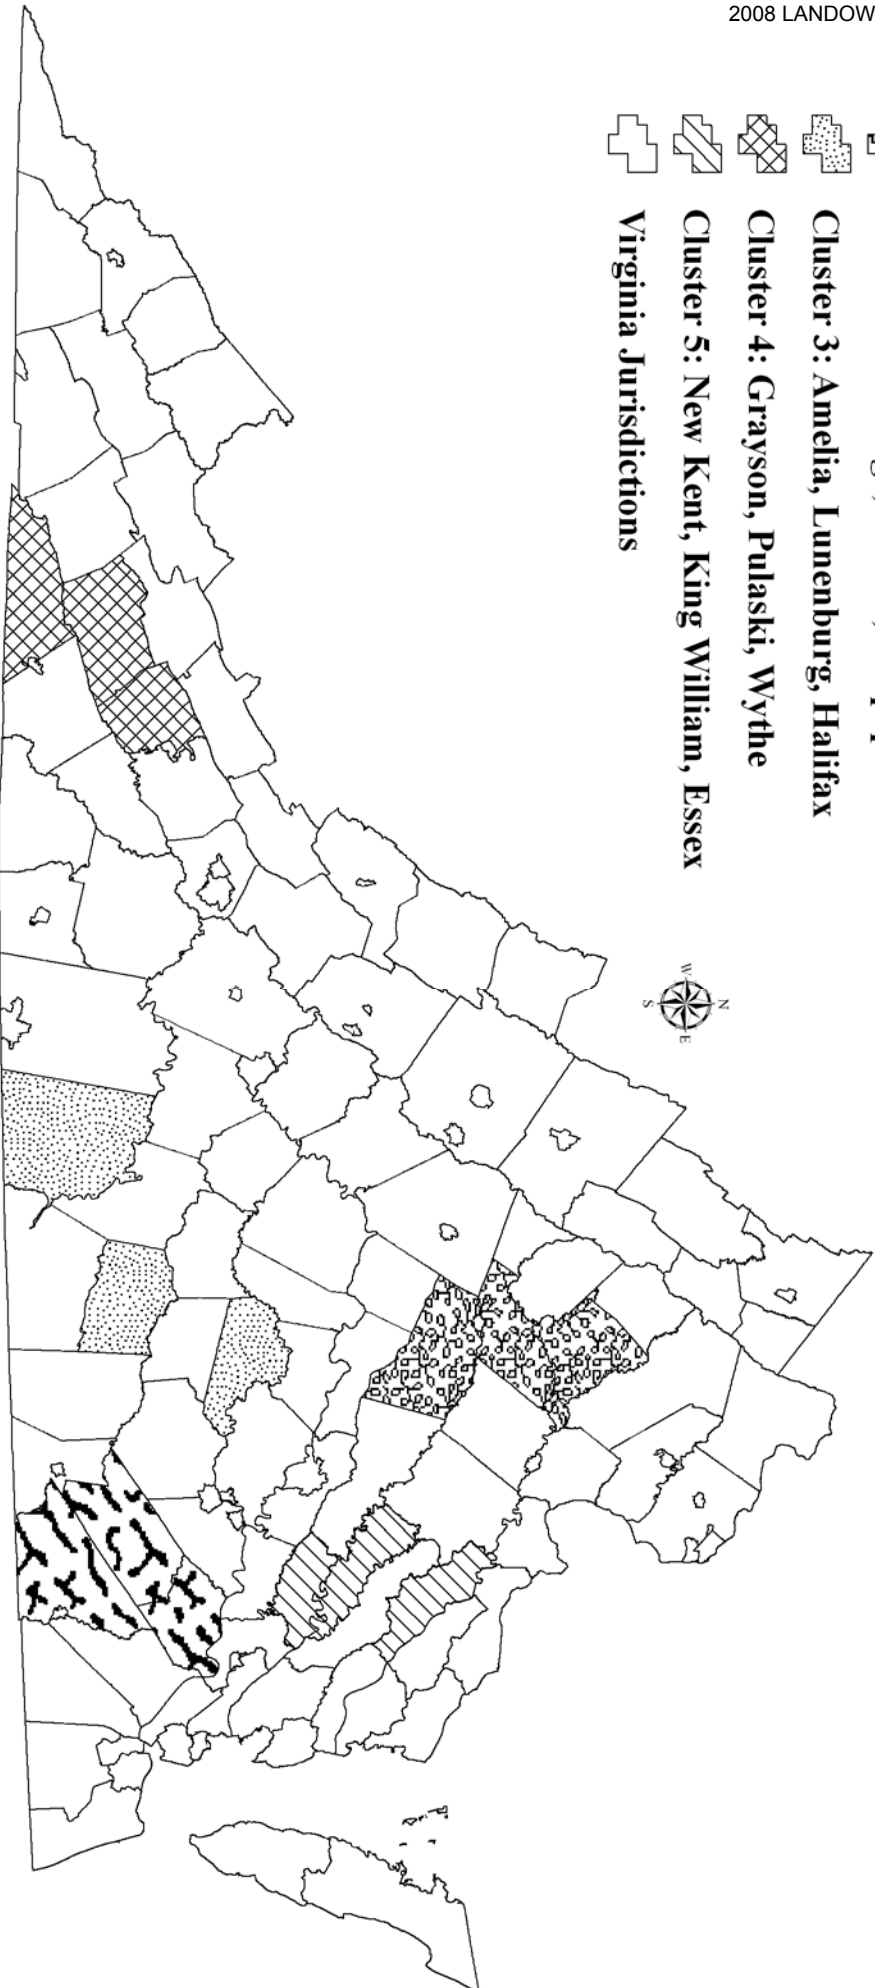 2008 LANDOW
Cluster 3: Amelia, Lunenburg, Halifax
Cluster 4: Grayson, Pulaski, Wythe
Cluster 5: New Kent, King William, Essex
Virginia Jurisdictions
N
W
E
S